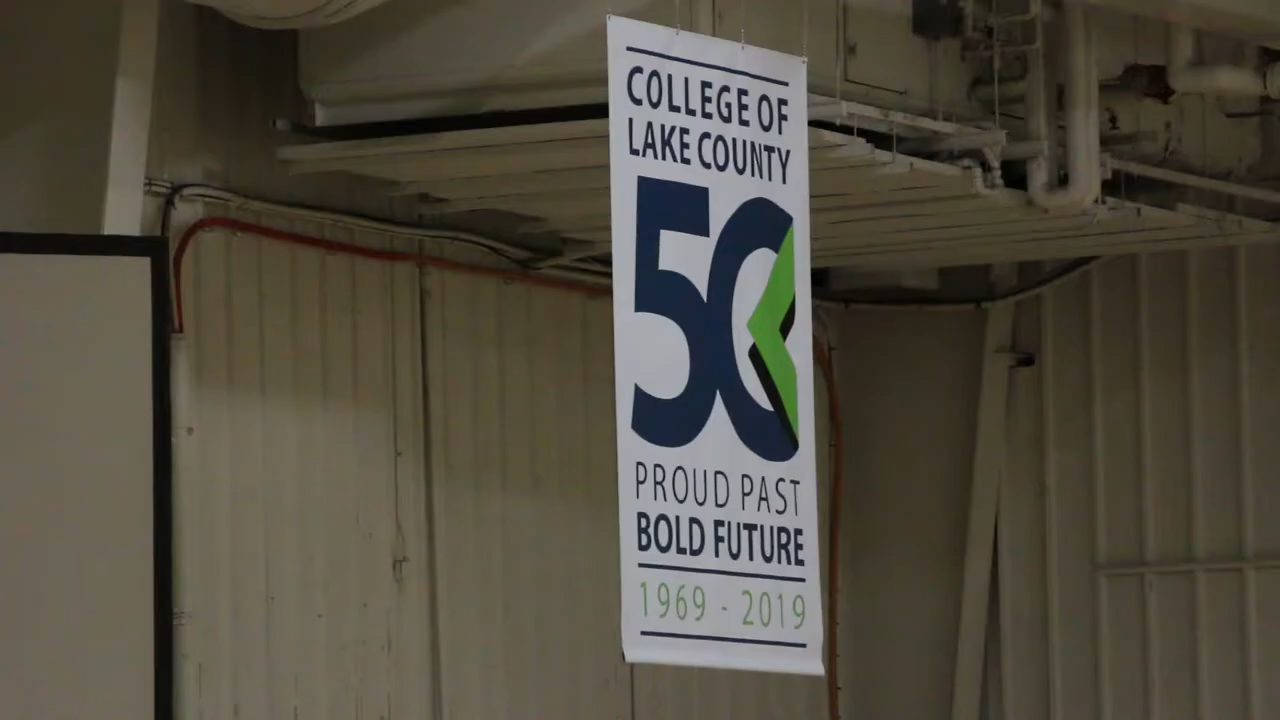 COLLEGE OF
LAKE COUNTY
50
PROUD PAST
BOLD FUTURE
1969 - 2019